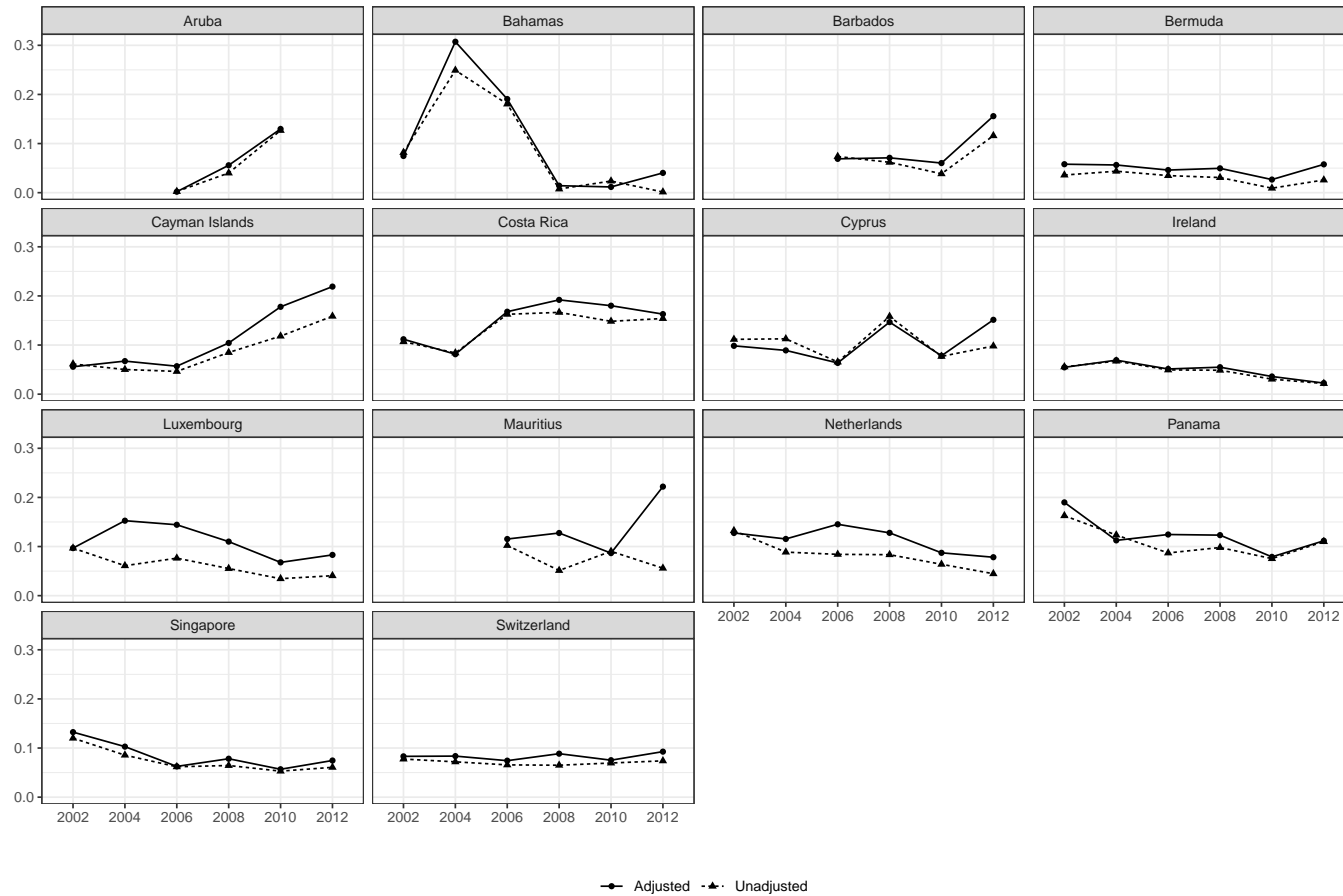 Aruba Bahamas Barbados Bermuda
0.3
0.2
0.1
0.0
Cayman Islands Costa Rica Cyprus Ireland
0.3
0.2
0.1
0.0
Luxembourg Mauritius Netherlands Panama
0.3
0.2
0.1
0.0
2002 2004 2006 2008 2010 2012 2002 2004 2006 2008 2010 2012
Singapore Switzerland
0.3
0.2
0.1
0.0
2002 2004 2006 2008 2010 2012 2002 2004 2006 2008 2010 2012
Adjusted Unadjusted